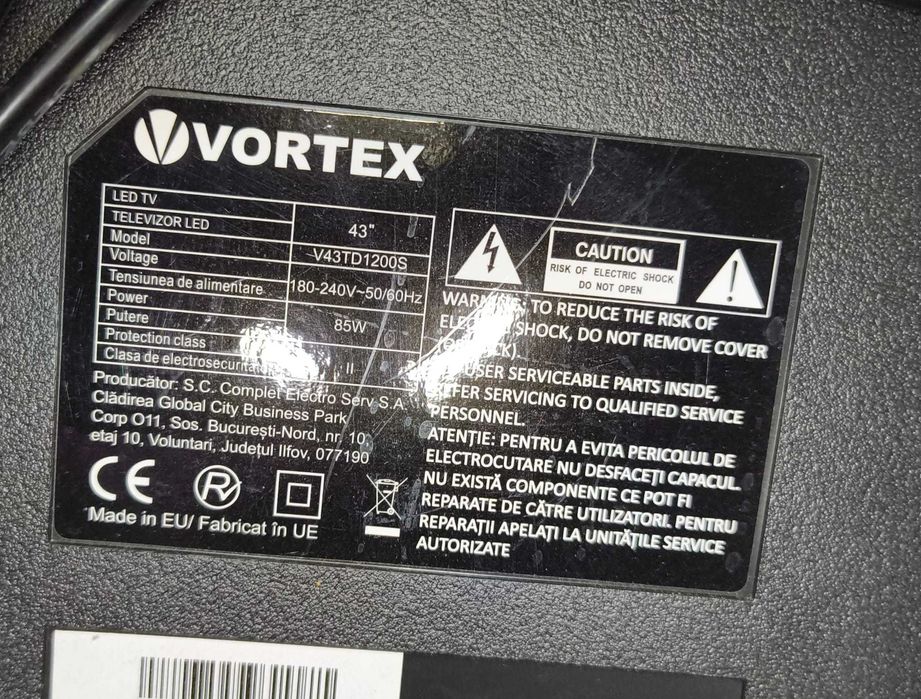 VORTEX
LED TV
TELEVIZOR LED 43"
Model V43TD1200S
Voltage
Tensiunea de alimentare 180-240V~50/60Hz
Power
Putere 85W
Protection class
Clasa de electrosecuritate II
Producător: S.C. Complet Electro Serv S.A.
Clădirea Global City Business Park
Corp O11, Sos. București-Nord, nr. 10,
etaj 10, Voluntari, Județul Ilfov, 077190
CE
Made in EU/ Fabricat în UE
CAUTION
RISK OF ELECTRIC SHOCK
DO NOT OPEN
WARNING: TO REDUCE THE RISK OF
SHOCK, DO NOT REMOVE COVER
USER SERVICEABLE PARTS INSIDE,
REFER SERVICING TO QUALIFIED SERVICE
PERSONNEL.
ATENȚIE: PENTRU A EVITA PERICOLUL DE
ELECTROCUTARE NU DESFACEȚI CAPACUL.
NU EXISTĂ COMPONENTE CE POT FI
REPARATE DE CĂTRE UTILIZATORI. PENTRU
REPARAȚII APELAȚI LA UNITĂȚILE SERVICE
AUTORIZATE